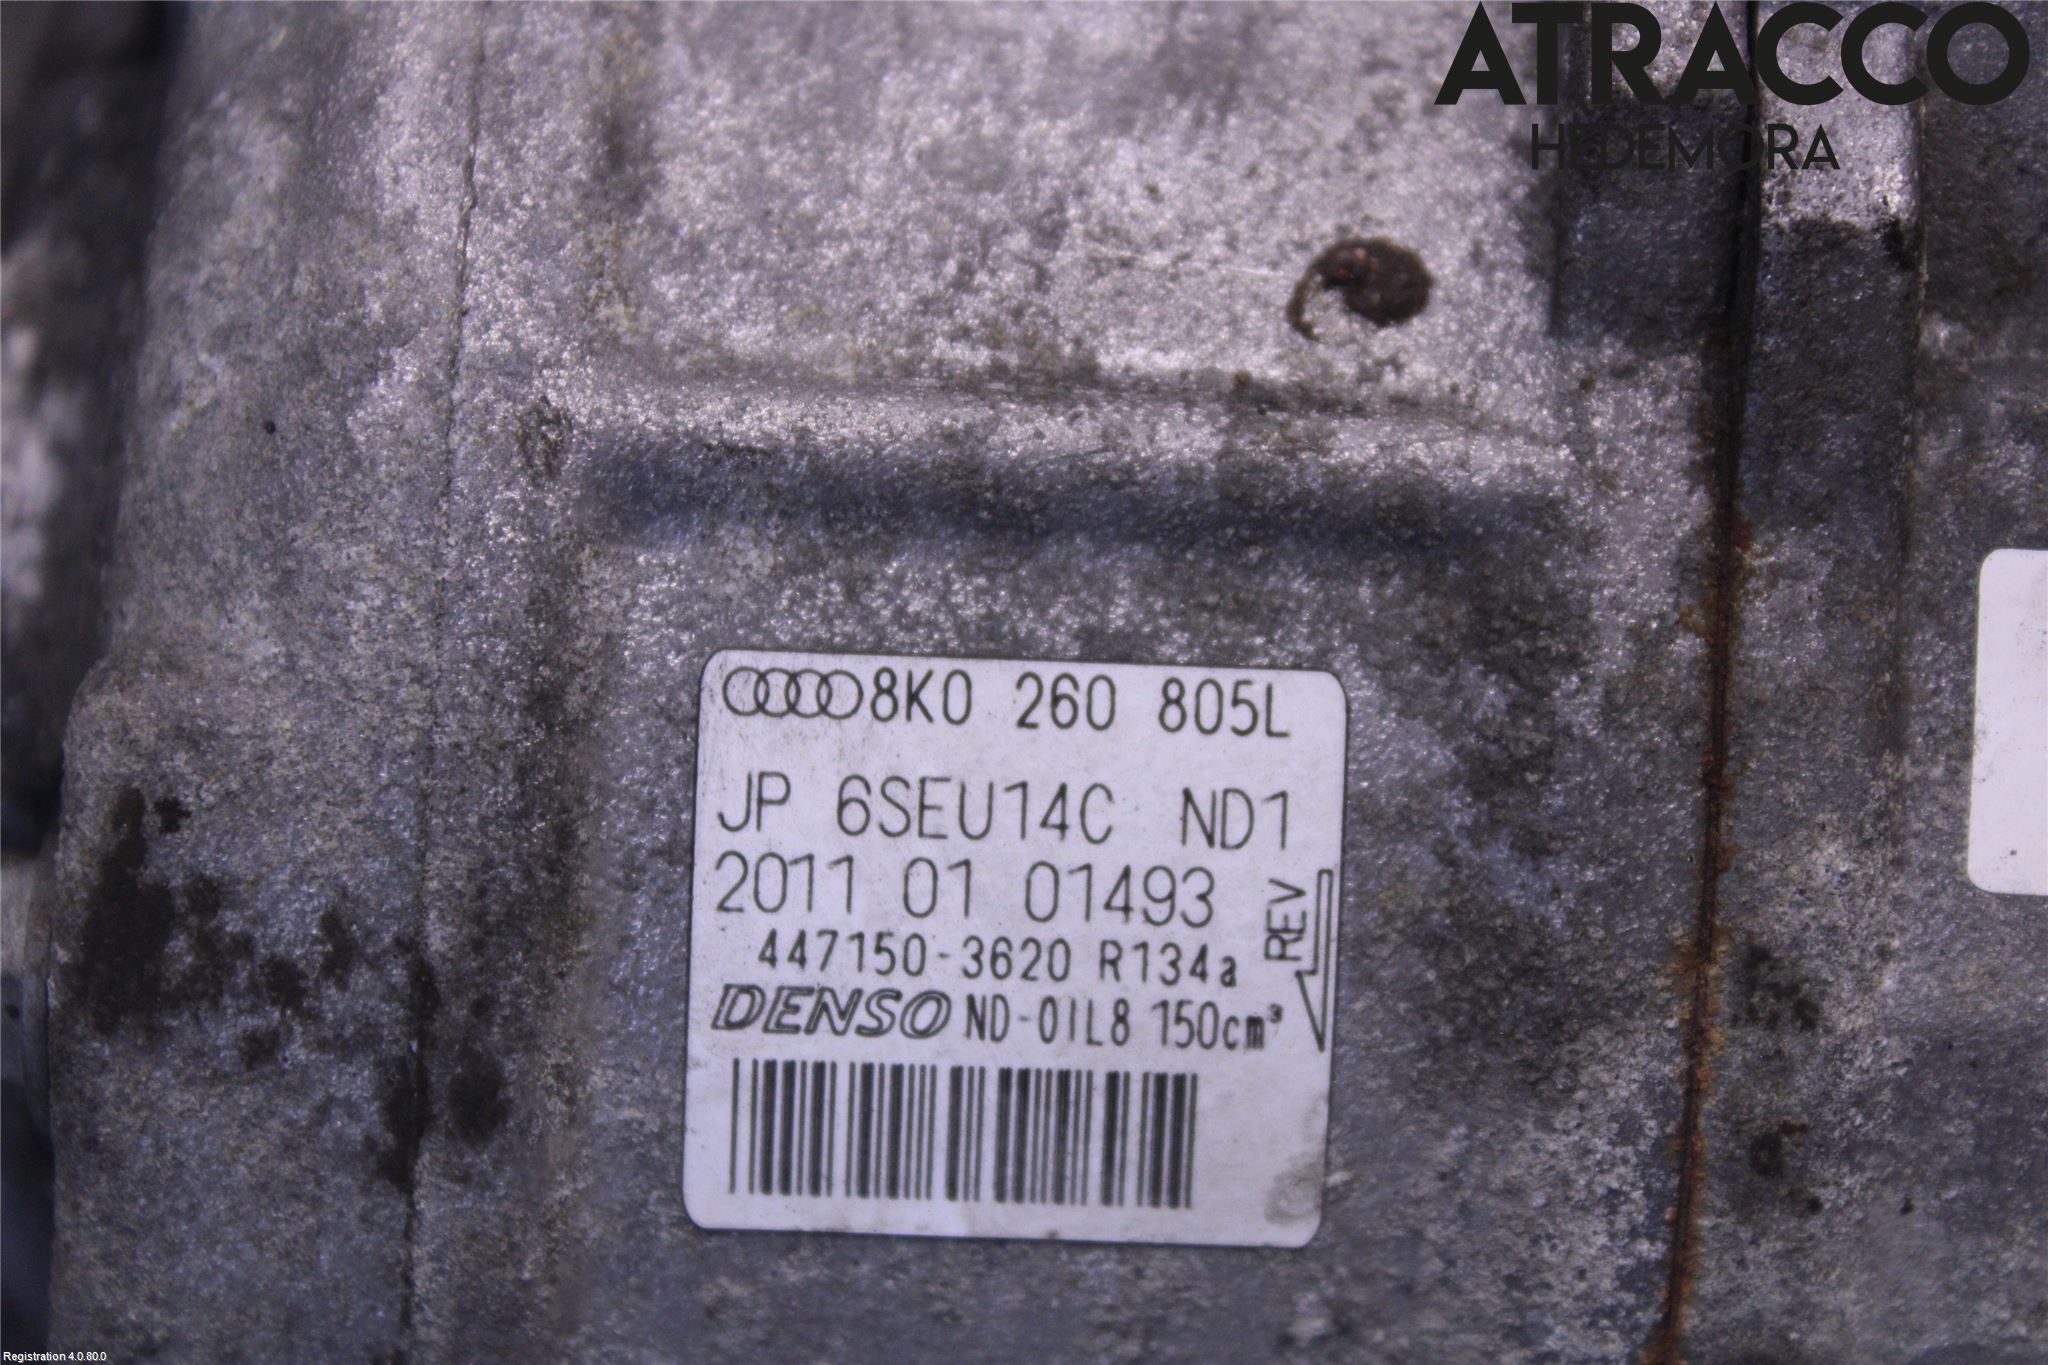 ATRACCO
HEDEMORA
8K0 260 805L
JP 6SEU14C ND1
2011 01 01493
REV
447150-3620 R134a
DENSO ND-OIL8 150cm³
Registration 4.0.80.0